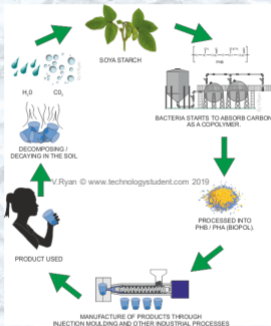 SOYA STARCH
PHB
H₂O
CO₂
BACTERIA STARTS TO ABSORB CARBON
AS A COPOLYMER.
DECOMPOSING /
DECAYING IN THE SOIL
V.Ryan © www.technologystudent.com 2019
PROCESSED INTO
PHB / PHA (BIOPOL).
PRODUCT USED
MANUFACTURE OF PRODUCTS THROUGH
INJECTION MOULDING AND OTHER INDUSTRIAL PROCESSES